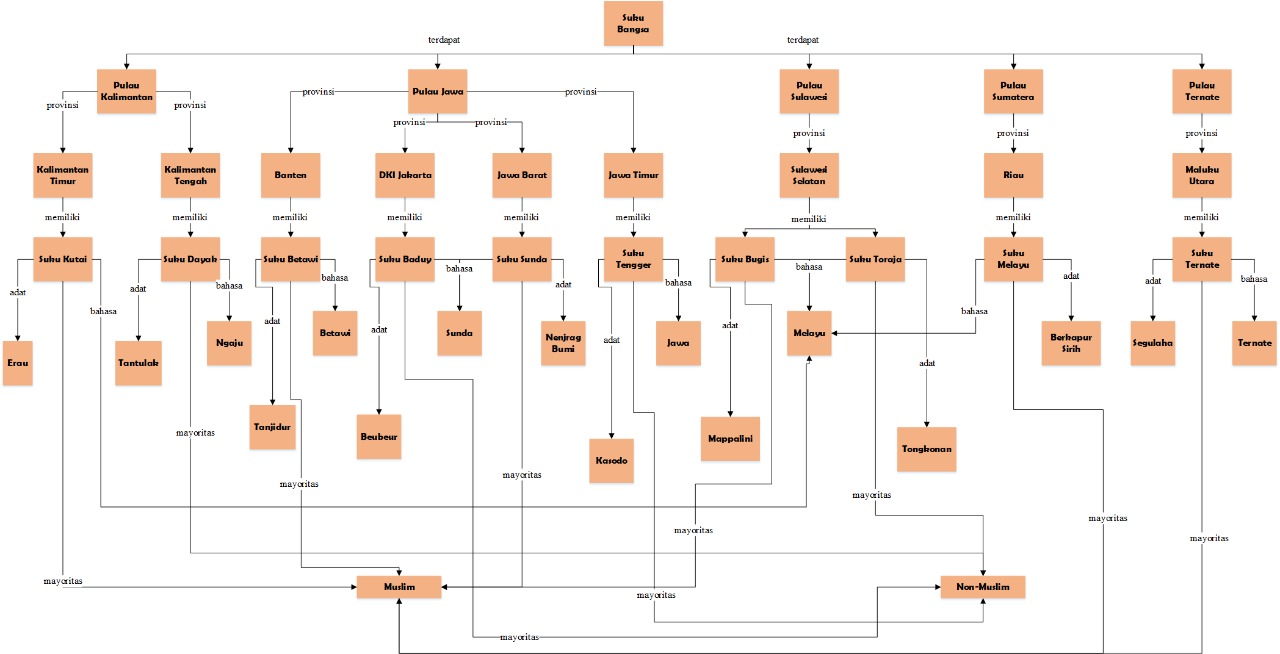 Suku
Bangsa
terdapat
terdapat
Pulau
Kalimantan
Pulau Jawa
Pulau
Sulawesi
Pulau
Sumatera
Pulau
Ternate
provinsi
provinsi
provinsi
provinsi
provinsi
provinsi
provinsi
provinsi
provinsi
Kalimantan
Timur
Kalimantan
Tengah
Banten
DKI Jakarta
Jawa Barat
Jawa Timur
Sulawesi
Selatan
Riau
Maluku
Utara
memiliki
memiliki
memiliki
memiliki
memiliki
memiliki
memiliki
memiliki
memiliki
Suku Kutai
Suku Dayak
Suku Betawi
Suku Baduy
Suku Sunda
Suku
Tengger
Suku Bugis
Suku Toraja
Suku
Melayu
Suku
Ternate
adat
bahasa
adat
bahasa
adat
bahasa
adat
bahasa
adat
adat
bahasa
adat
bahasa
adat
bahasa
adat
adat
bahasa
Erau
Tantulak
Ngaju
Betawi
Sunda
Nenjrag
Bumi
Jawa
Melayu
Berkapur
Sirih
Segulaha
Ternate
Tanjidur
Beubeur
Kasodo
Mappalini
Tongkonan
mayoritas
mayoritas
mayoritas
mayoritas
mayoritas
mayoritas
mayoritas
mayoritas
mayoritas
mayoritas
Muslim
Non-Muslim